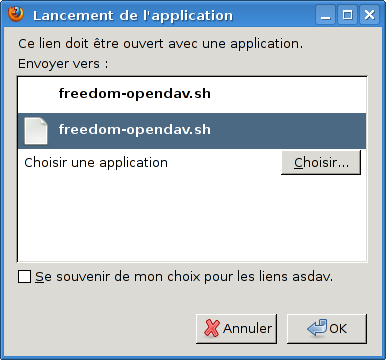 Lancement de l'application
Ce lien doit être ouvert avec une application.
Envoyer vers :
freedom-opendav.sh
freedom-opendav.sh
Choisir une application
Choisir...
Se souvenir de mon choix pour les liens asdav.
Annuler
OK